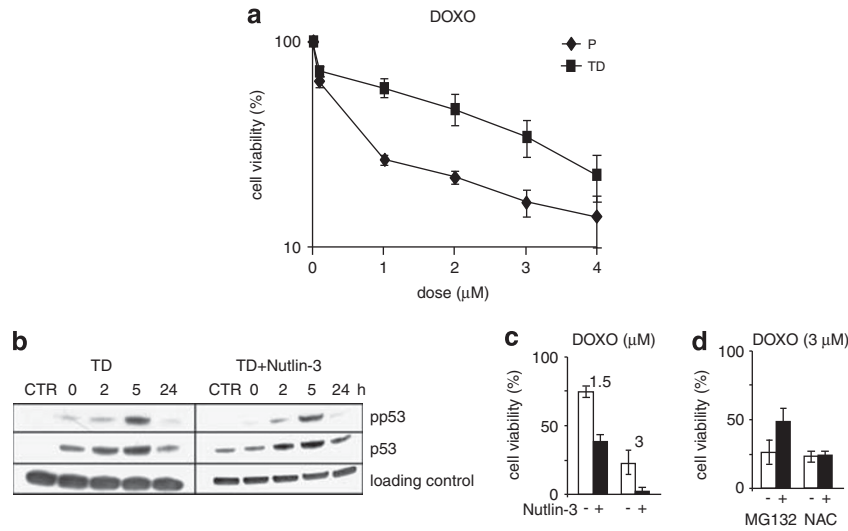 a
DOXO
100
10
cell viability (%)
0 1 2 3 4
dose (μM)
P
TD
b
TD TD+Nutlin-3
CTR 0 2 5 24 CTR 0 2 5 24 h
pp53
p53
loading control
c
DOXO (μM)
100
50
0
cell viability (%)
1.5
3
Nutlin-3 - + - +
d
DOXO (3 μM)
100
50
0
cell viability (%)
- + - +
MG132 NAC